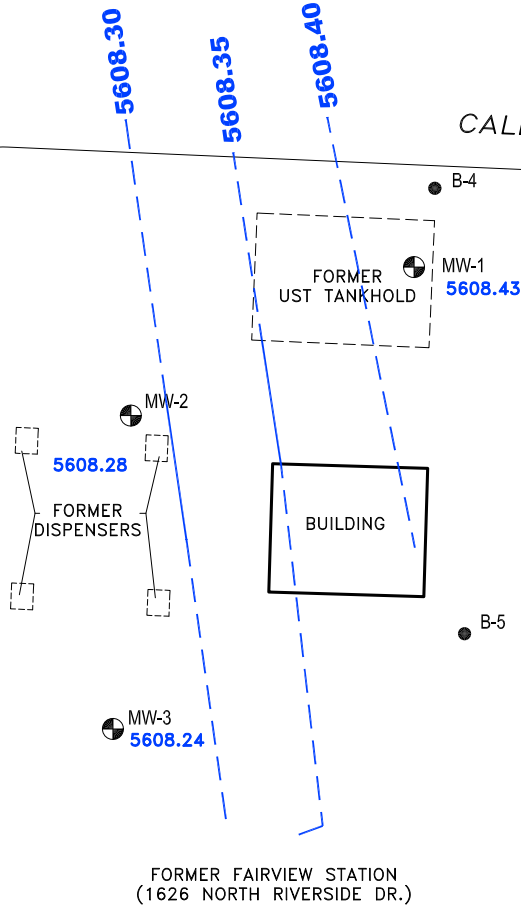 5608.30
5608.35
5608.40
B-4
MW-1
5608.43
FORMER
UST TANKHOLD
MW-2
5608.28
FORMER
DISPENSERS
BUILDING
B-5
MW-3
5608.24
FORMER FAIRVIEW STATION
(1626 NORTH RIVERSIDE DR.)